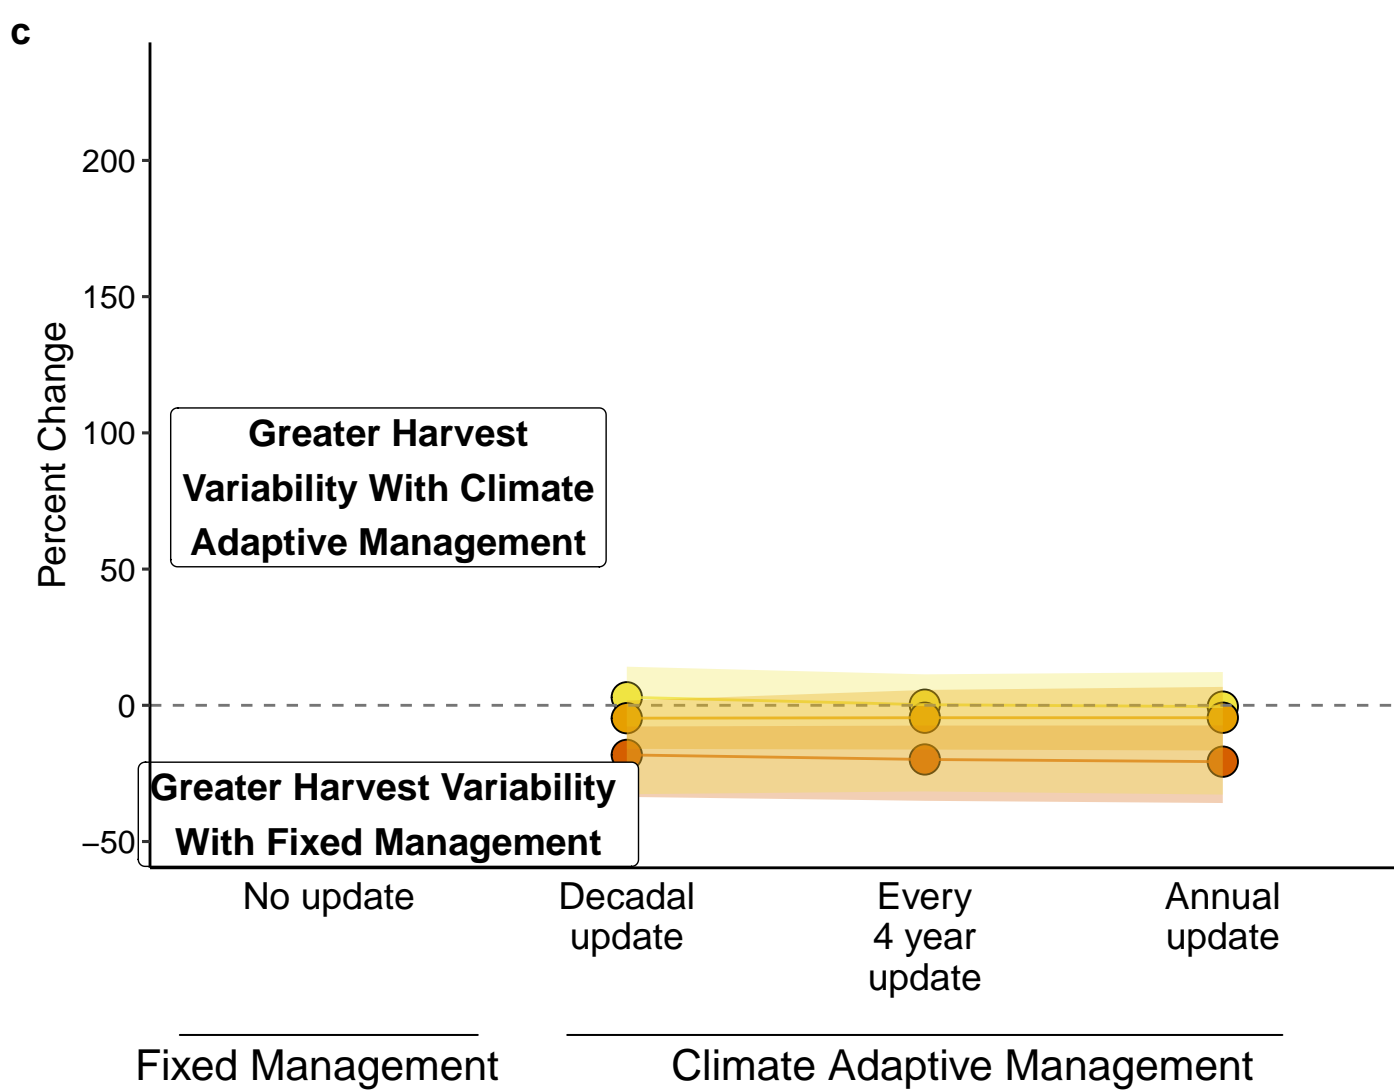 c
200
150
100
50
0
−50
Percent Change
Greater Harvest
Variability With Climate
Adaptive Management
Greater Harvest Variability
With Fixed Management
No update
Decadal
update
Every
4 year
update
Annual
update
Fixed Management
Climate Adaptive Management